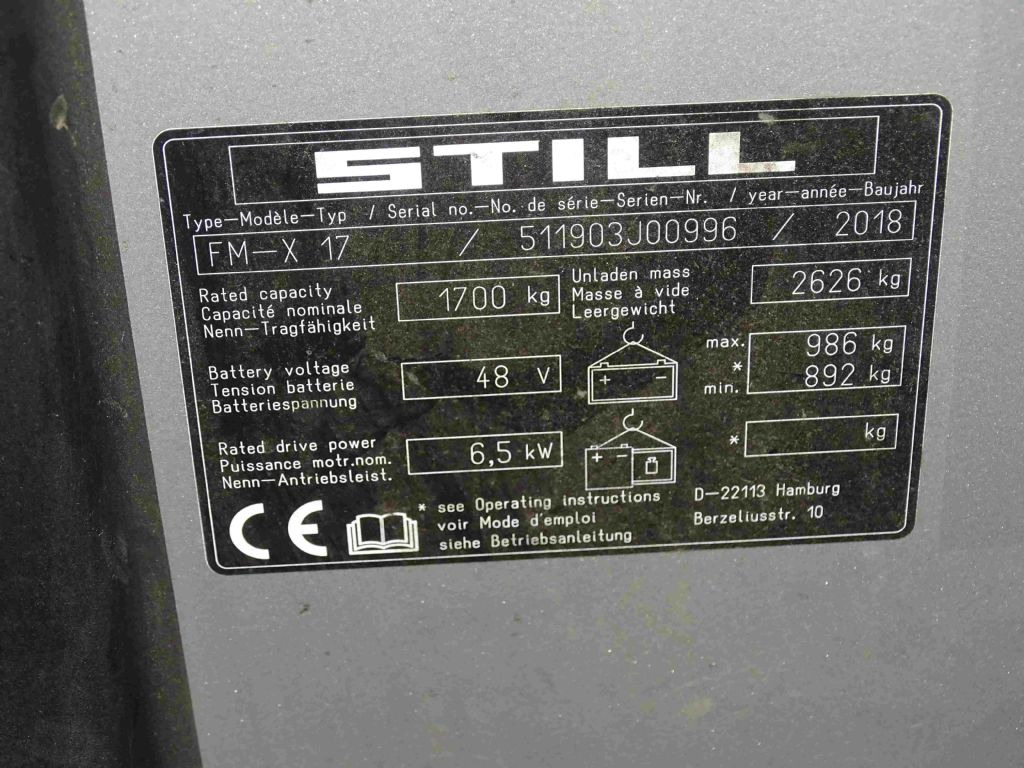 STILL
Type-Modèle-Typ / Serial no.-No. de série-Serien-Nr. / year-année-Baujahr
FM-X 17 / 511903J00996 / 2018
Rated capacity
Capacité nominale
Nenn-Tragfähigkeit
1700 kg
Unladen mass
Masse à vide
Leergewicht
2626 kg
Battery voltage
Tension batterie
Batteriespannung
48 V
+ -
max. 986 kg
*
min. 892 kg
Rated drive power
Puissance motr.nom.
Nenn-Antriebsleist.
6,5 kW
+ -
* kg
CE
* see Operating instructions
voir Mode d'emploi
siehe Betriebsanleitung
D-22113 Hamburg
Berzeliusstr. 10